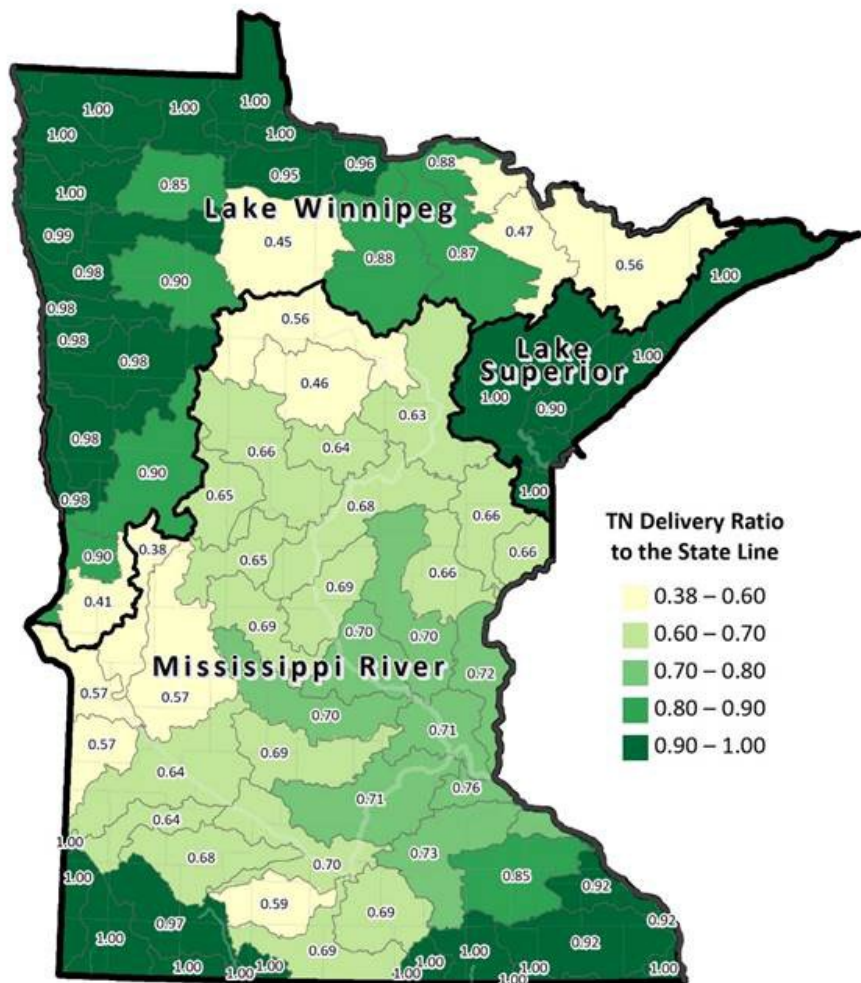 1.00
1.00 1.00
1.00 1.00
0.96 0.88
0.85 0.95
1.00
Lake Winnipeg
0.99 0.45 0.47
0.88 0.87 0.56 1.00
0.98 0.90
0.98
0.56
0.98 0.98 Lake
Superior 1.00
0.46
0.63 1.00 0.90
0.98 0.66 0.64
0.90
0.98 0.65 0.68 0.66 1.00
0.90 0.38 0.65 0.66
0.69 0.66
0.41
0.69 0.70 0.70
Mississippi River 0.72
0.57 0.57
0.70 0.71
0.57 0.69
0.64
0.71 0.76
0.64
1.00 0.68 0.73
1.00 0.70 0.85 0.92
0.59 0.69
0.97 0.92
1.00 0.69 1.00 0.92
1.00 1.00 1.00 1.00 1.00 1.00
1.00
TN Delivery Ratio
to the State Line
0.38 – 0.60
0.60 – 0.70
0.70 – 0.80
0.80 – 0.90
0.90 – 1.00